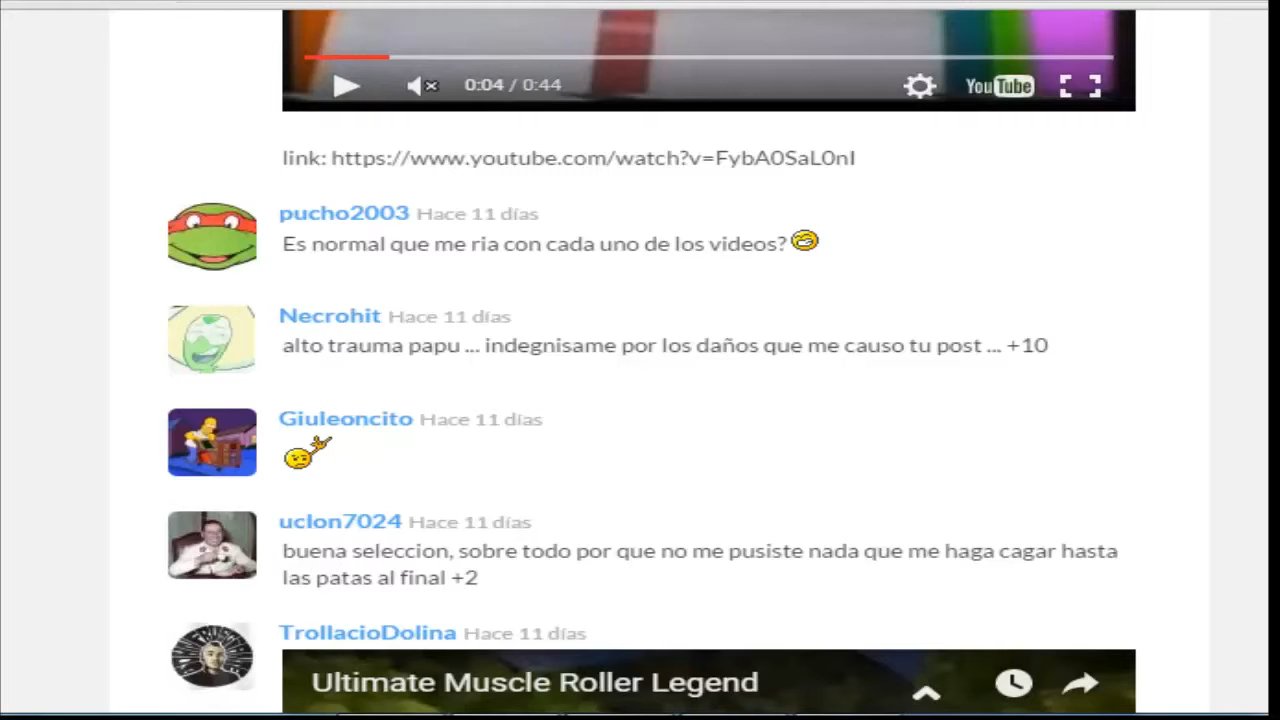 0:04 / 0:44
YouTube
link: https://www.youtube.com/watch?v=FybA0SaL0nI
pucho2003 Hace 11 días
Es normal que me ria con cada uno de los videos?
Necrohit Hace 11 días
alto trauma papu ... indegnisame por los daños que me causo tu post ... +10
Giuleoncito Hace 11 días
uclon7024 Hace 11 días
buena seleccion, sobre todo por que no me pusiste nada que me haga cagar hasta
las patas al final +2
TrollacioDolina Hace 11 días
Ultimate Muscle Roller Legend